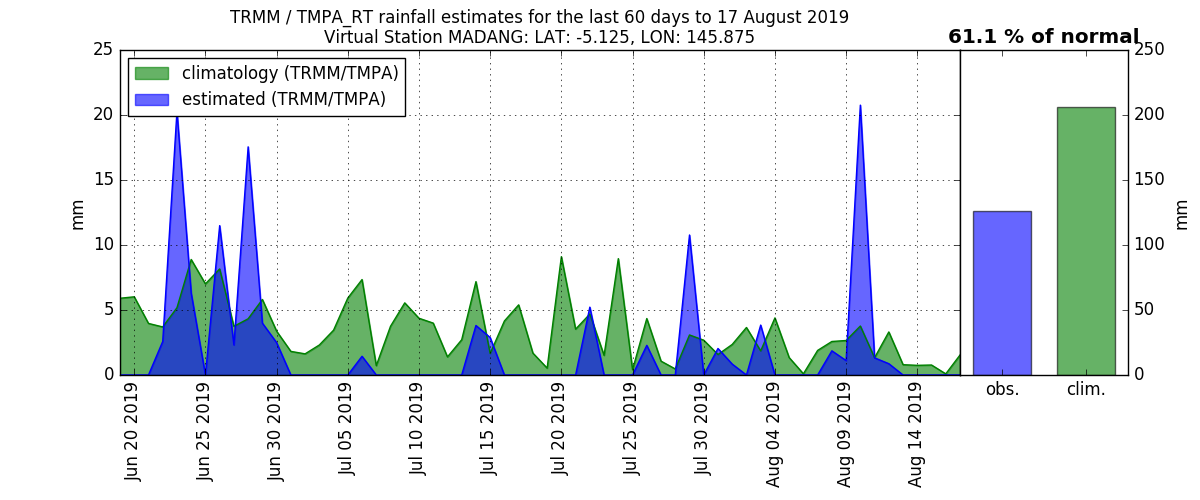 TRMM / TMPA_RT rainfall estimates for the last 60 days to 17 August 2019
Virtual Station MADANG: LAT: -5.125, LON: 145.875
61.1 % of normal
climatology (TRMM/TMPA)
estimated (TRMM/TMPA)
25
20
15
10
5
0
mm
250
200
150
100
50
0
mm
Jun 20 2019
Jun 25 2019
Jun 30 2019
Jul 05 2019
Jul 10 2019
Jul 15 2019
Jul 20 2019
Jul 25 2019
Jul 30 2019
Aug 04 2019
Aug 09 2019
Aug 14 2019
obs.
clim.